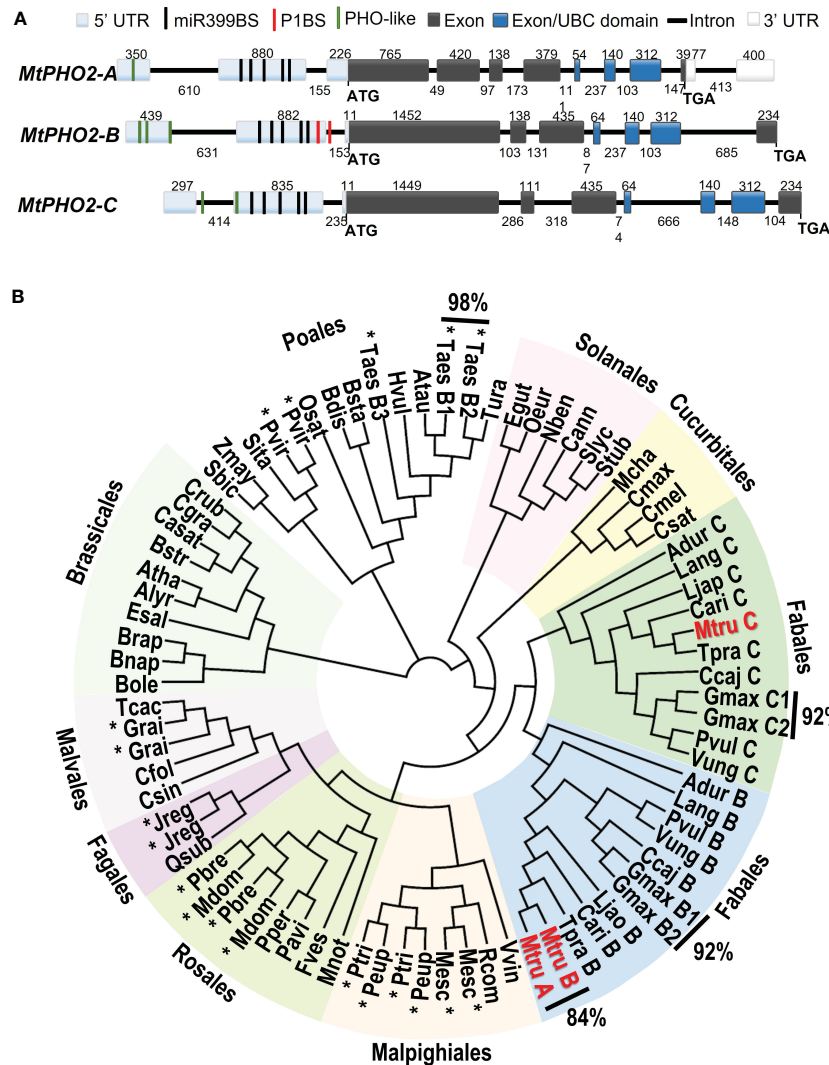 A
5' UTR miR399BS P1BS PHO-like Exon Exon/UBC domain Intron 3' UTR
350 880 226 765 420 138 379 54 140 312 39 77 400
MtPHO2-A
610 155 ATG 49 97 173 11 237 103 147 TGA 413
1
439 882 11 1452 138 435 64 140 312 234
MtPHO2-B
631 153 ATG 103 131 8 237 103 685 TGA
7
297 835 11 1449 111 435 64 140 312 234
MtPHO2-C
414 235 ATG 286 318 7 666 148 104 TGA
4
B
98%
Poales
Sbic
Zmay
Sita
* Pvir
* Pvir
Osat
Bdis
Bsta
* Taes B3
Hvul
Atau
* Taes B1
* Taes B2
Tura
Solanales
Egut
Oeur
Nben
Cann
Slyc
Stub
Cucurbitales
Mcha
Cmax
Cmel
Csat
Fabales
Adur C
Lang C
Ljap C
Cari C
Mtru C
Tpra C
Ccaj C
Gmax C1
Gmax C2
92%
Pvul C
Vung C
Fabales
Adur B
Lang B
Pvul B
Vung B
Ccaj B
Gmax B1
Gmax B2
92%
Ljao B
Cari B
Tpra B
Mtru B
Mtru A
84%
Malpighiales
Vvin
Rcom
Mesc *
Mesc *
Peup *
Ptri *
Peup *
Ptri *
Rosales
Mnot
Fves
Pavi
Pper
* Mdom
* Pbre
* Mdom
* Pbre
Fagales
Qsub
* Jreg
* Jreg
Malvales
Csin
Cfol
* Grai
* Grai
Tcac
Brassicales
Bole
Bnap
Brap
Esal
Alyr
Atha
Bstr
Casat
Cgra
Crub